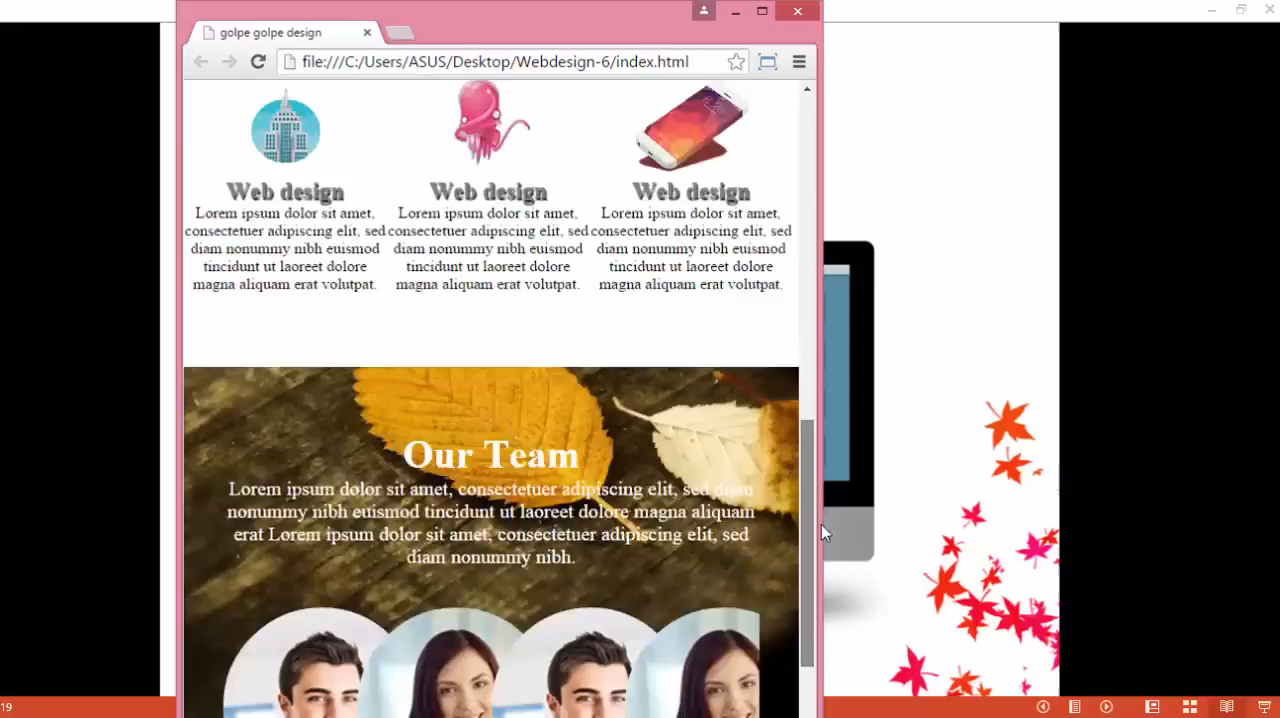 golpe golpe design
file:///C:/Users/ASUS/Desktop/Webdesign-6/index.html
Web design
Lorem ipsum dolor sit amet,
consectetuer adipiscing elit, sed
diam nonummy nibh euismod
tincidunt ut laoreet dolore
magna aliquam erat volutpat.
Web design
Lorem ipsum dolor sit amet,
consectetuer adipiscing elit, sed
diam nonummy nibh euismod
tincidunt ut laoreet dolore
magna aliquam erat volutpat.
Web design
Lorem ipsum dolor sit amet,
consectetuer adipiscing elit, sed
diam nonummy nibh euismod
tincidunt ut laoreet dolore
magna aliquam erat volutpat.
Our Team
Lorem ipsum dolor sit amet, consectetuer adipiscing elit, sed diam
nonummy nibh euismod tincidunt ut laoreet dolore magna aliquam
erat Lorem ipsum dolor sit amet, consectetuer adipiscing elit, sed
diam nonummy nibh.
19